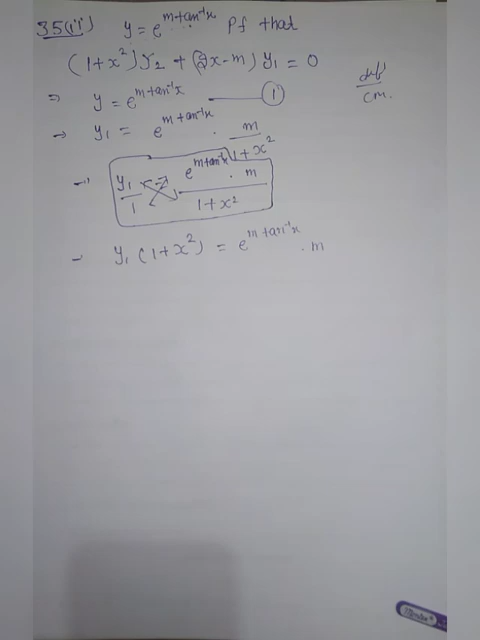 35(ii) y = e^{m tan⁻¹x} Pf that
(1+x²)y₂ + (2x-m) y₁ = 0
⇒ y = e^{m tan⁻¹x} ——— ①
→ y₁ = e^{m tan⁻¹x} · m/(1+x²)
y₁/1 = e^{m tan⁻¹x} · m/(1+x²)
- y₁(1+x²) = e^{m tan⁻¹x} · m
cm.